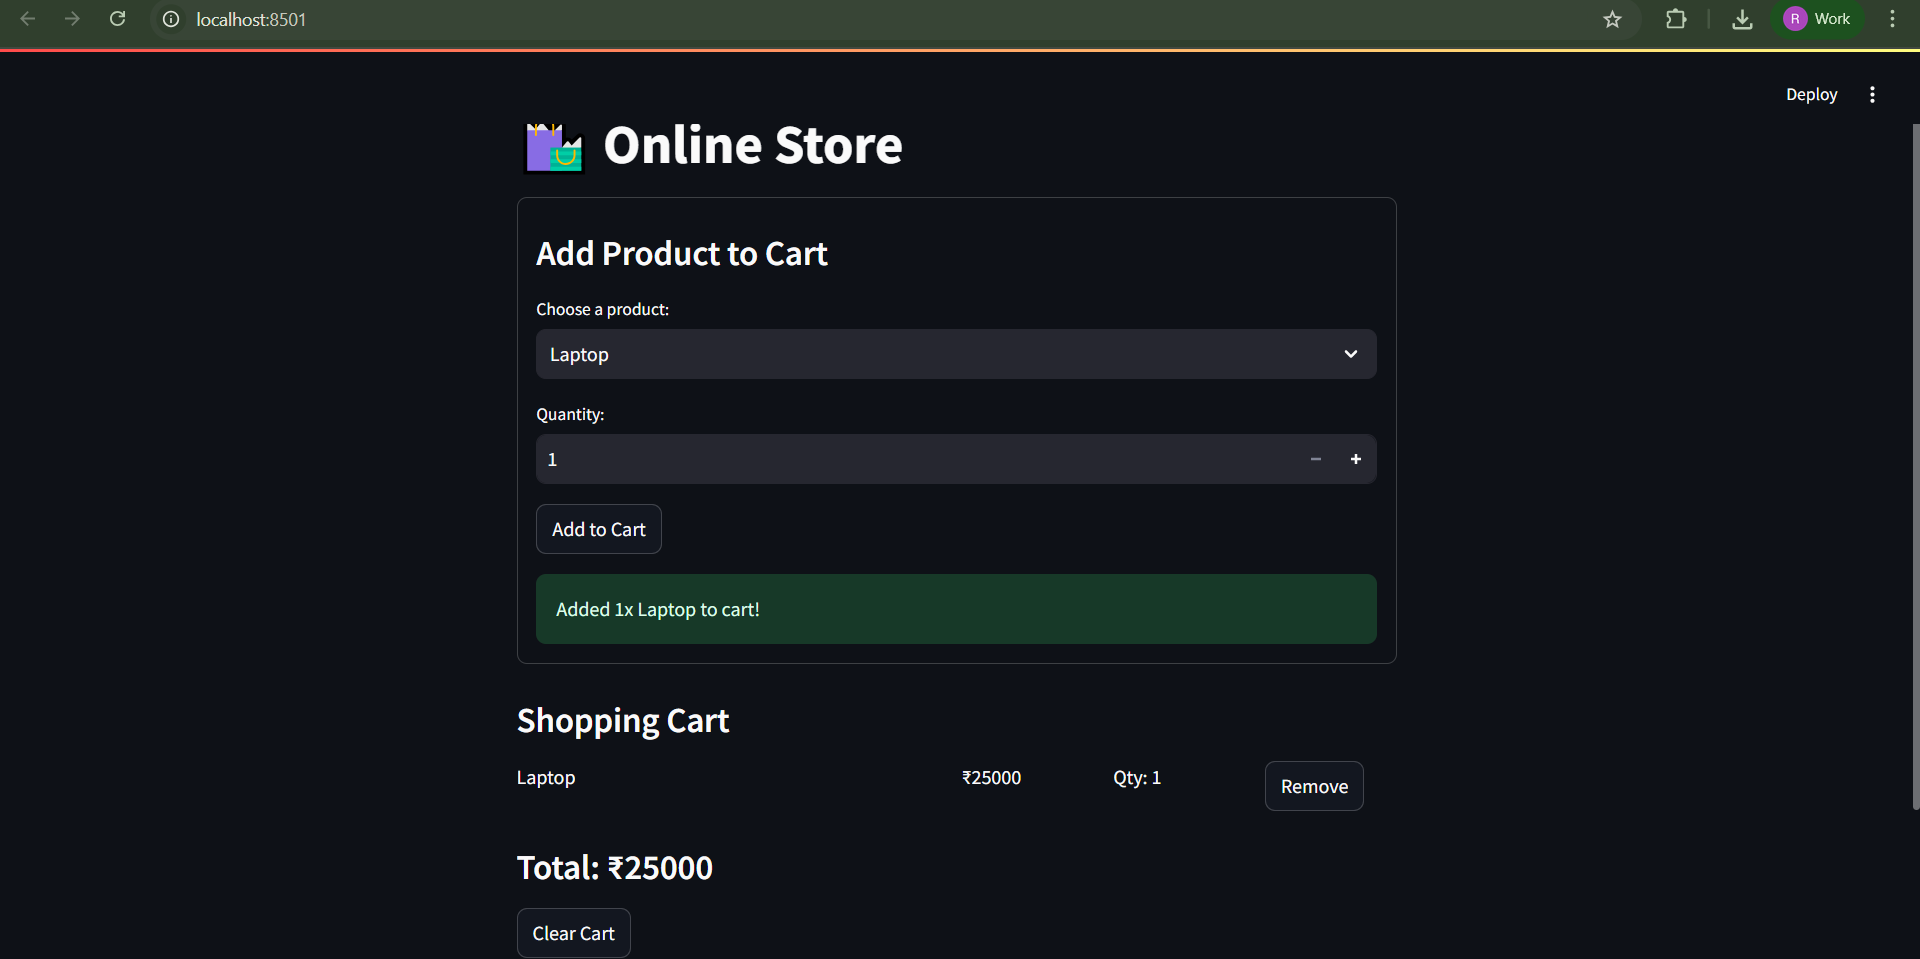 localhost:8501
R Work
Deploy
Online Store
Add Product to Cart
Choose a product:
Laptop
Quantity:
1
Add to Cart
Added 1x Laptop to cart!
Shopping Cart
Laptop ₹25000 Qty: 1 Remove
Total: ₹25000
Clear Cart